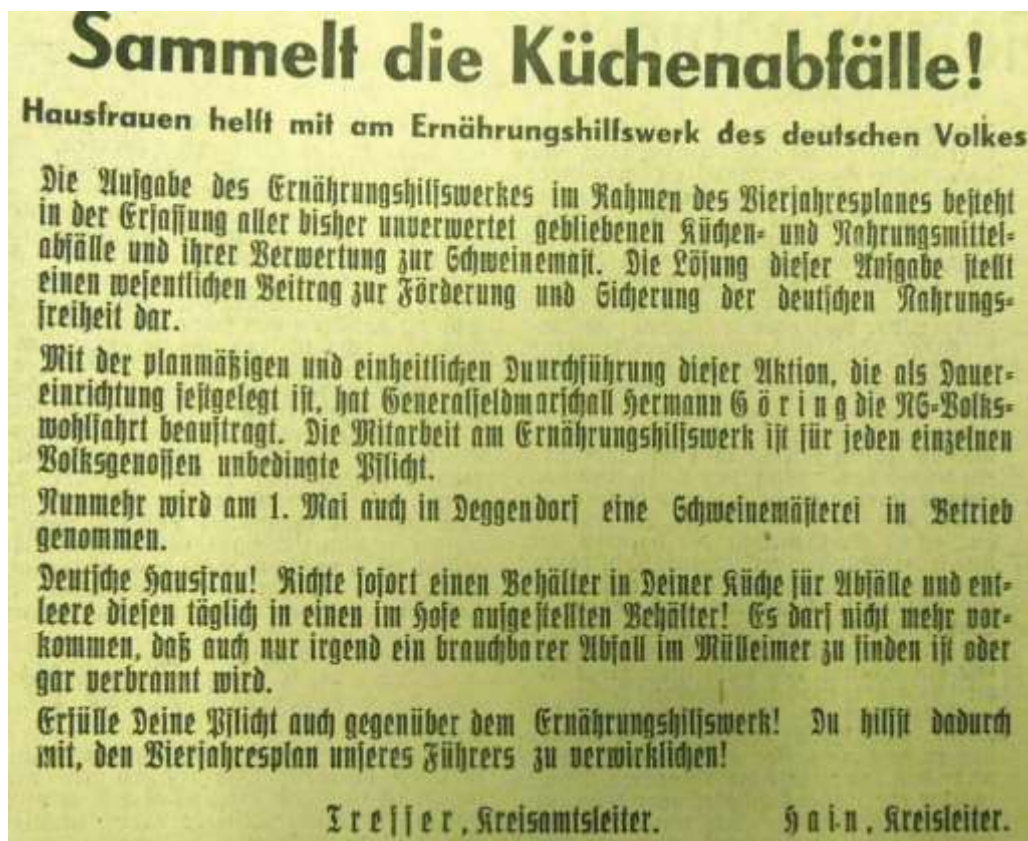 Sammelt die Küchenabfälle!
Hausfrauen helft mit am Ernährungshilfswerk des deutschen Volkes
Die Aufgabe des Ernährungshilfswerkes im Rahmen des Vierjahresplanes besteht
in der Erfassung aller bisher unverwertet gebliebenen Küchen- und Nahrungsmittel-
abfälle und ihrer Verwertung zur Schweinemast. Die Lösung dieser Aufgabe stellt
einen wesentlichen Beitrag zur Förderung und Sicherung der deutschen Nahrungs-
freiheit dar.
Mit der planmäßigen und einheitlichen Duurchführung dieser Aktion, die als Dauer-
einrichtung festgelegt ist, hat Generalfeldmarschall Hermann Göring die NS-Volks-
wohlfahrt beauftragt. Die Mitarbeit am Ernährungshilfswerk ist für jeden einzelnen
Volksgenossen unbedingte Pflicht.
Nunmehr wird am 1. Mai auch in Deggendorf eine Schweinemästerei in Betrieb
genommen.
Deutsche Hausfrau! Richte sofort einen Behälter in Deiner Küche für Abfälle und ent-
leere diesen täglich in einen im Hofe aufgestellten Behälter! Es darf nicht mehr vor-
kommen, daß auch nur irgend ein brauchbarer Abfall im Mülleimer zu finden ist oder
gar verbrannt wird.
Erfülle Deine Pflicht auch gegenüber dem Ernährungshilfswerk! Du hilfst dadurch
mit, den Vierjahresplan unseres Führers zu verwirklichen!
Treffer, Kreisamtsleiter. Hain, Kreisleiter.